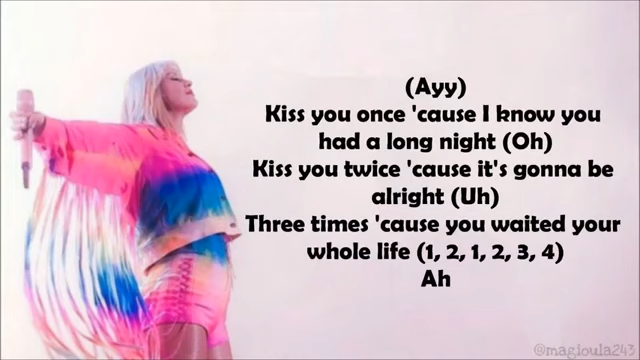 (Ayy)
Kiss you once 'cause I know you
had a long night (Oh)
Kiss you twice 'cause it's gonna be
alright (Uh)
Three times 'cause you waited your
whole life (1, 2, 1, 2, 3, 4)
Ah
@magioula243